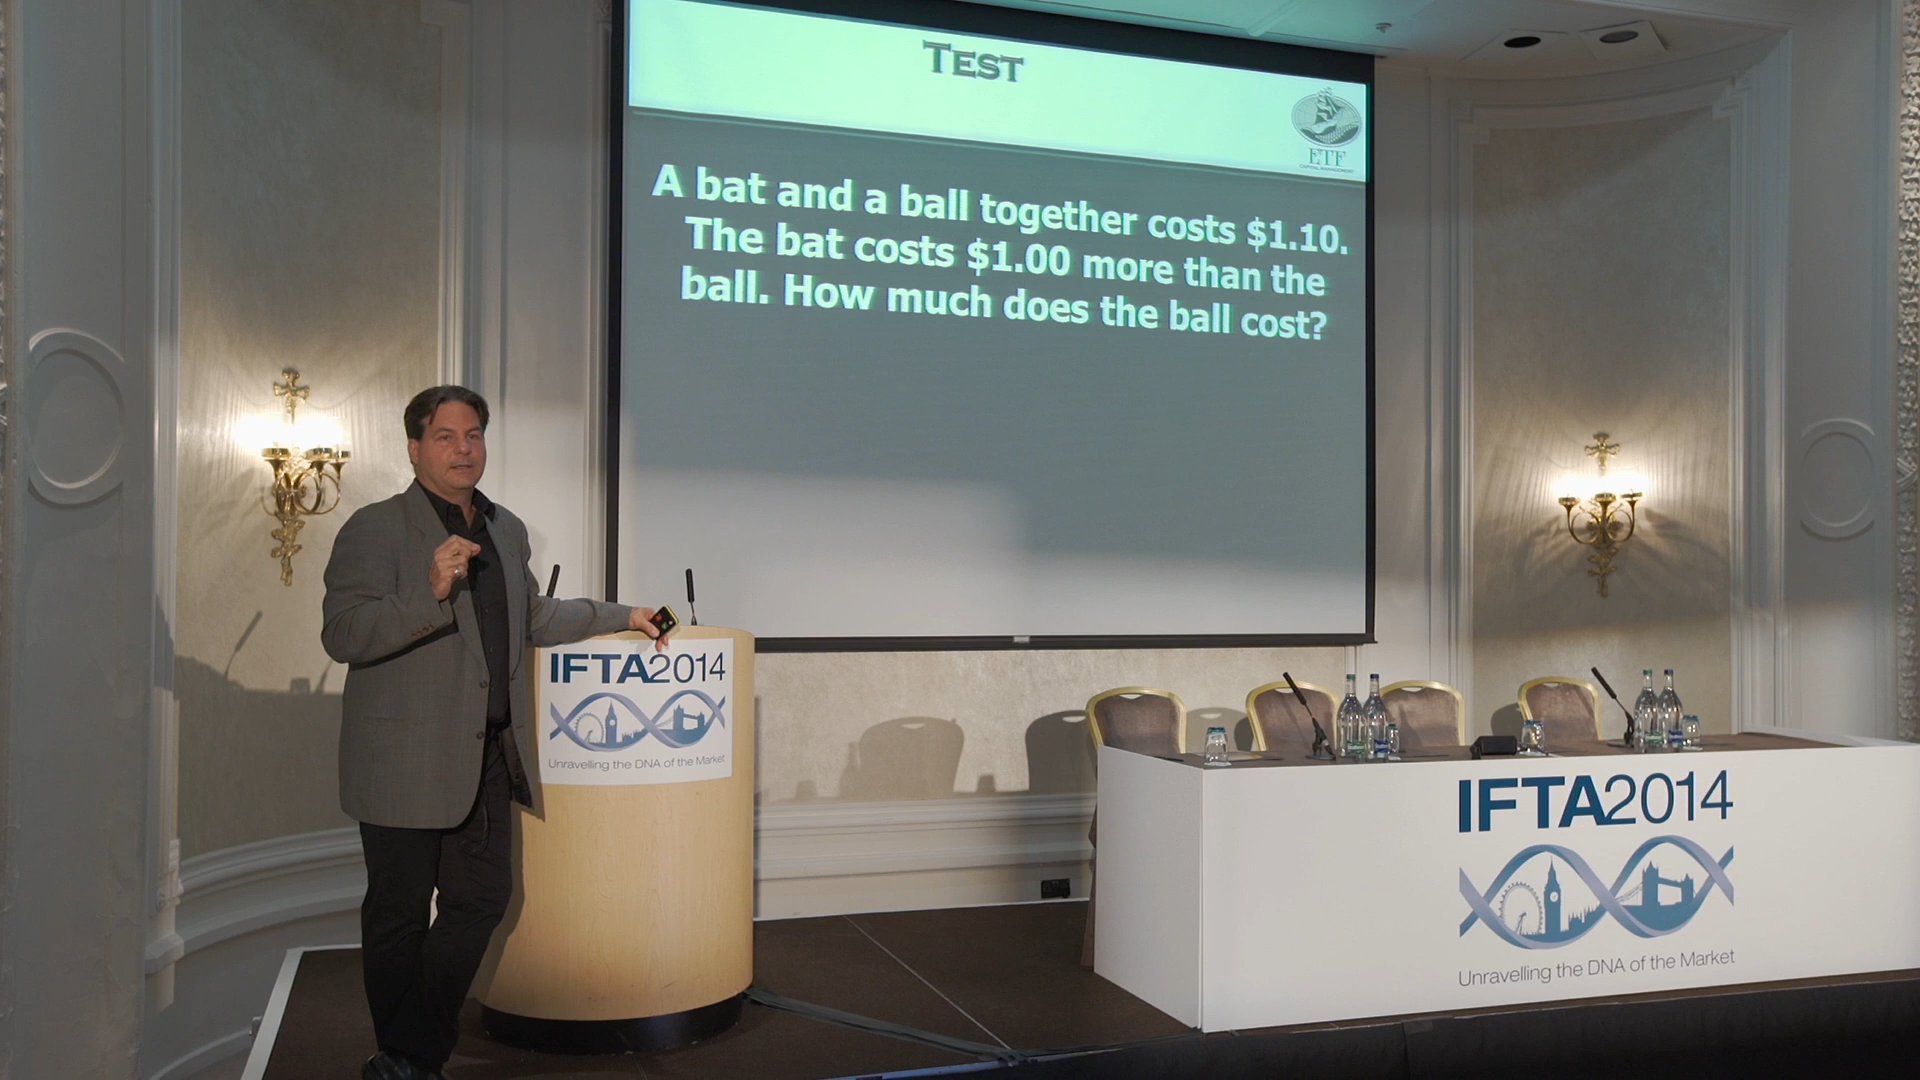 TEST
ETF
CAPITAL MANAGEMENT
A bat and a ball together costs $1.10.
The bat costs $1.00 more than the
ball. How much does the ball cost?
IFTA2014
Unravelling the DNA of the Market
IFTA2014
Unravelling the DNA of the Market